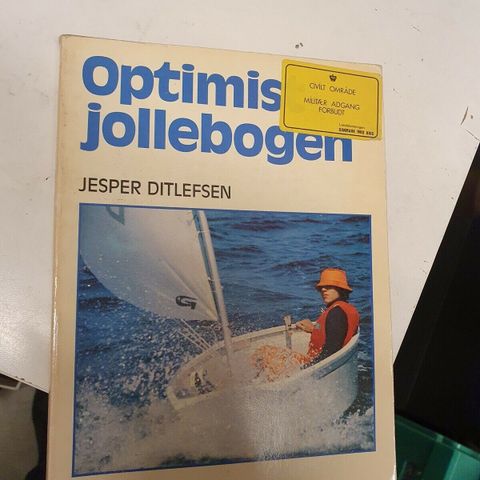 Optimis
jollebogen
CIVILT OMRÅDE
MILITÆR ADGANG
FORBUDT
JESPER DITLEFSEN